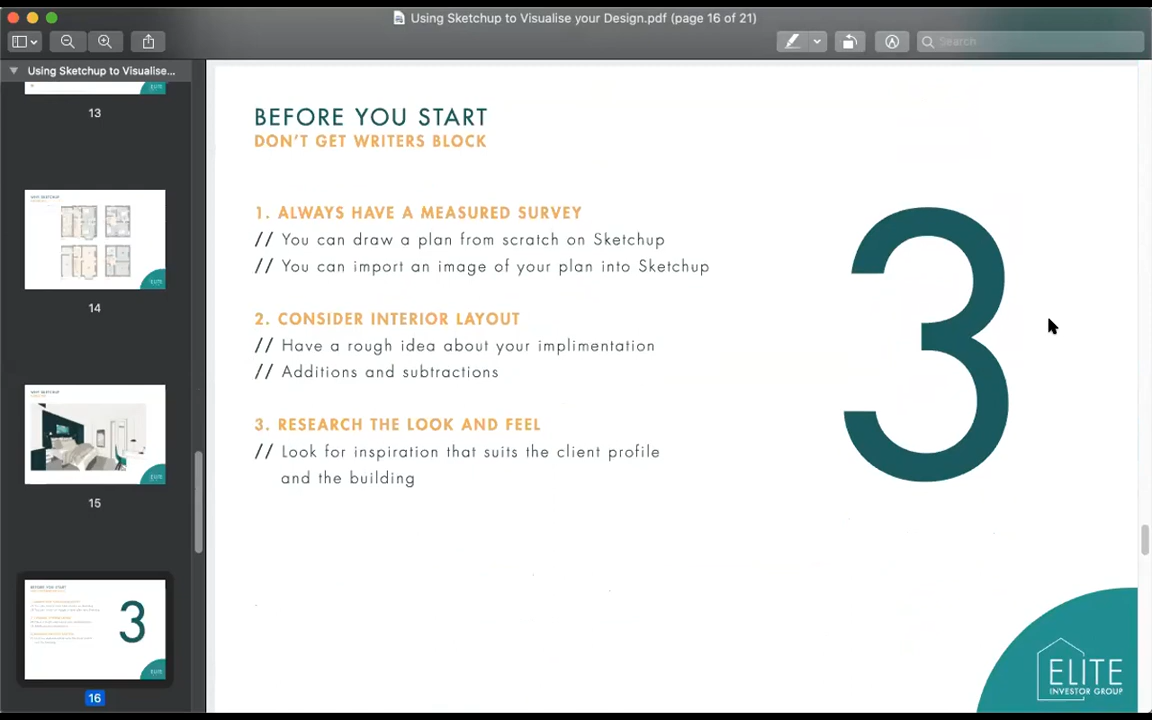 Using Sketchup to Visualise your Design.pdf (page 16 of 21)
Search
Using Sketchup to Visualise...
13
14
15
16
BEFORE YOU START
DON'T GET WRITERS BLOCK
1. ALWAYS HAVE A MEASURED SURVEY
// You can draw a plan from scratch on Sketchup
// You can import an image of your plan into Sketchup
2. CONSIDER INTERIOR LAYOUT
// Have a rough idea about your implimentation
// Additions and subtractions
3. RESEARCH THE LOOK AND FEEL
// Look for inspiration that suits the client profile
and the building
3
ELITE
INVESTOR GROUP